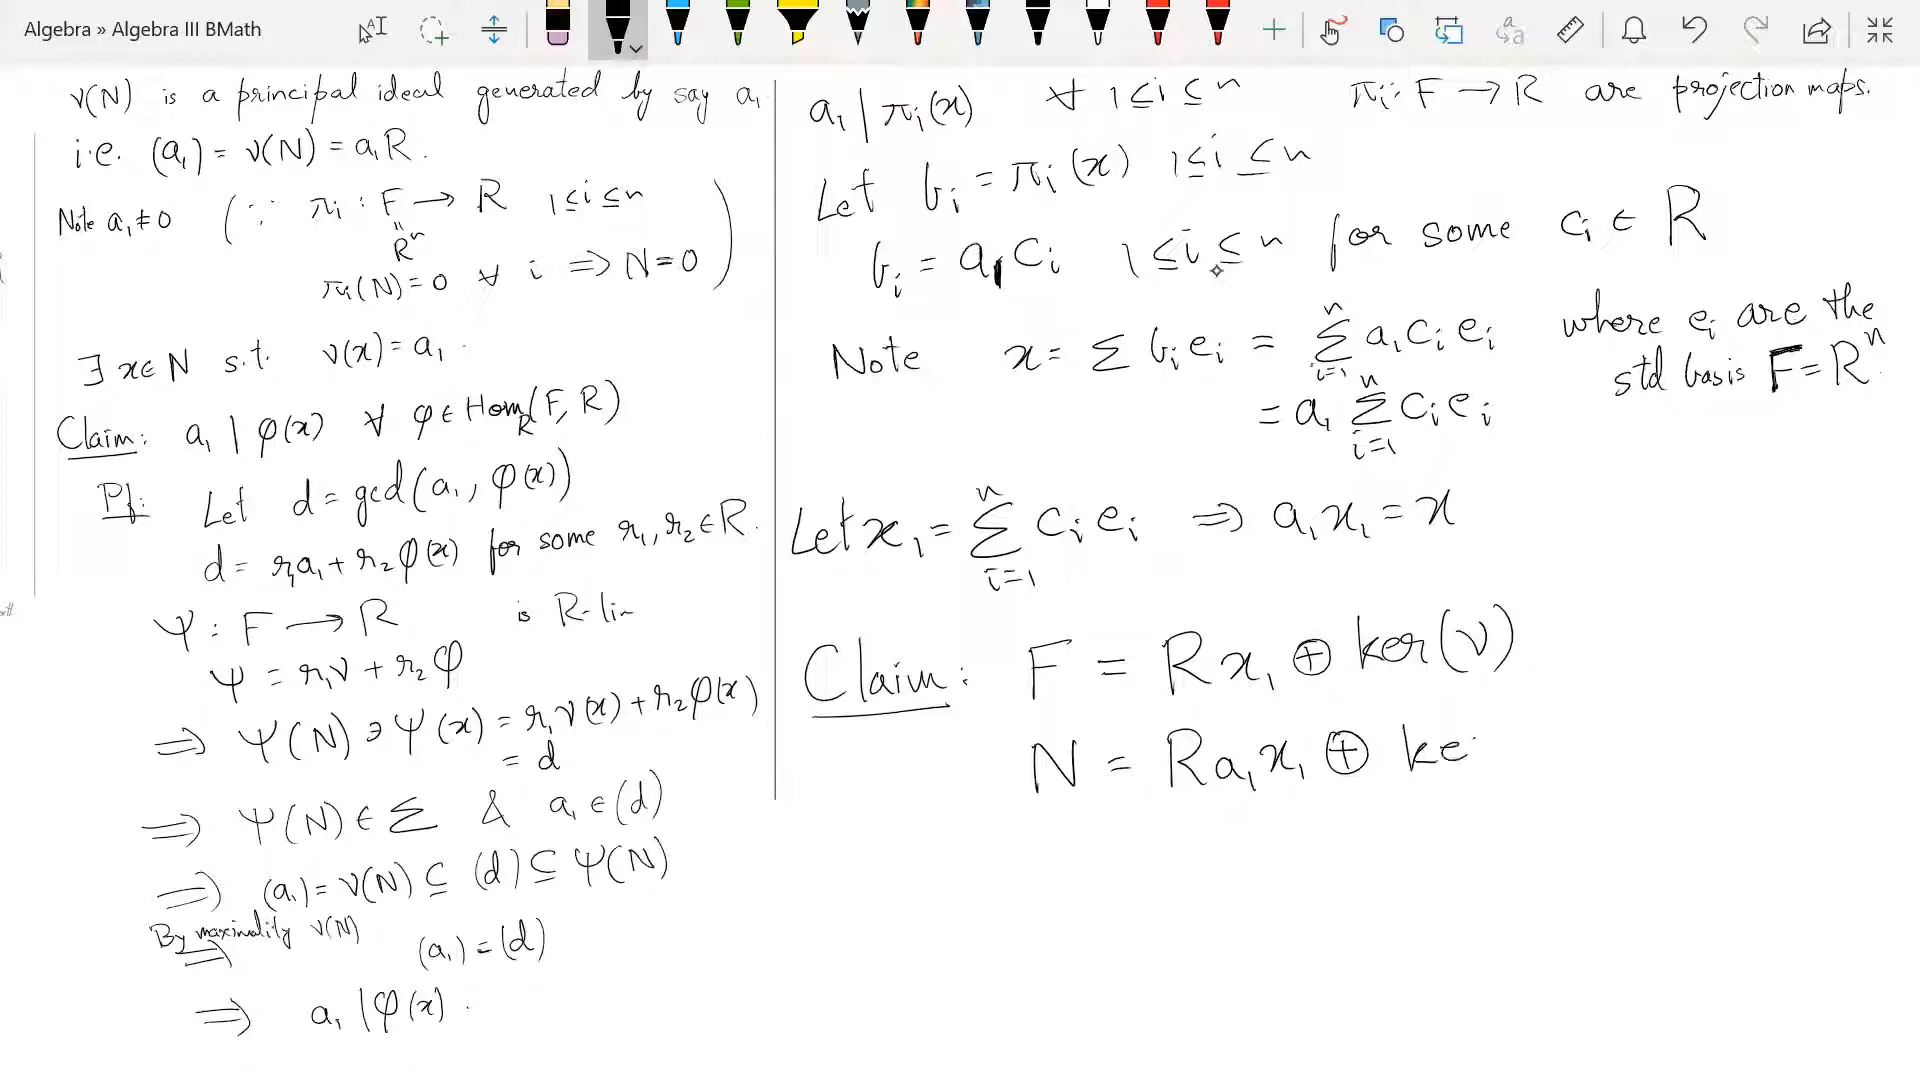 Algebra » Algebra III BMath
ν(N) is a principal ideal generated by say a₁
i.e. (a₁) = ν(N) = a₁R.
Note a₁ ≠ 0 (∵ πᵢ : F → R 1 ≤ i ≤ n
"
Rⁿ
πᵢ(N) = 0 ∀ i ⇒ N = 0)
∃ x ∈ N s.t. ν(x) = a₁.
Claim: a₁ | φ(x) ∀ φ ∈ Hom_R(F, R)
Pf: Let d = gcd(a₁, φ(x))
d = r₁a₁ + r₂φ(x) for some r₁, r₂ ∈ R.
Ψ : F → R is R-lin
Ψ = r₁ν + r₂φ
⇒ Ψ(N) ∋ Ψ(x) = r₁ν(x) + r₂φ(x)
= d
⇒ Ψ(N) ∈ Σ & a₁ ∈ (d)
⇒ (a₁) = ν(N) ⊆ (d) ⊆ Ψ(N)
By maximality ν(N)
⇒ (a₁) = (d)
⇒ a₁ | φ(x).
a₁ | πᵢ(x) ∀ 1 ≤ i ≤ n πᵢ : F → R are projection maps.
Let bᵢ = πᵢ(x) 1 ≤ i ≤ n
bᵢ = a₁cᵢ 1 ≤ i ≤ n for some cᵢ ∈ R
Note x = Σ bᵢeᵢ = Σⁿᵢ₌₁ a₁cᵢeᵢ where eᵢ are the
std basis F = Rⁿ.
= a₁ Σⁿᵢ₌₁ cᵢeᵢ
Let x₁ = Σⁿᵢ₌₁ cᵢeᵢ ⇒ a₁x₁ = x
Claim: F = Rx₁ ⊕ ker(ν)
N = Ra₁x₁ ⊕ ke